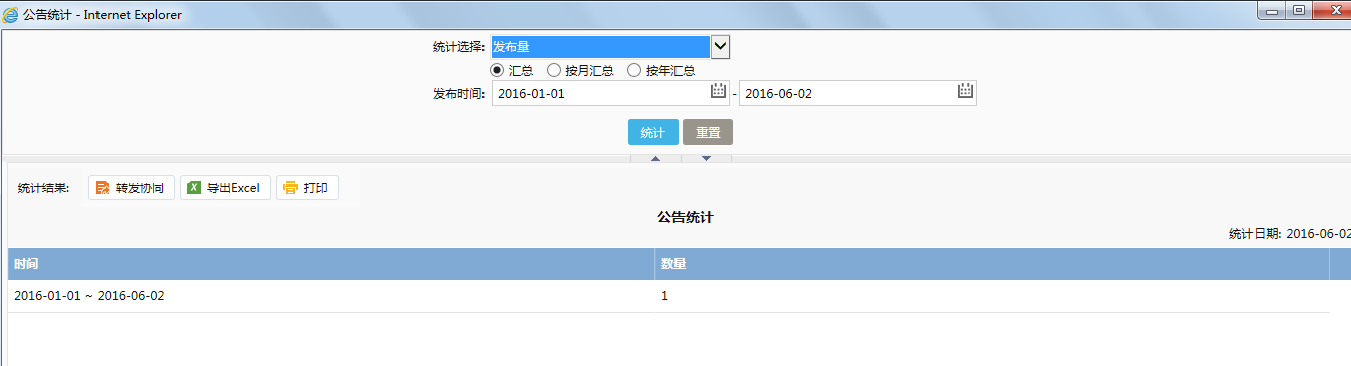 公告统计 - Internet Explorer
统计选择: 发布量
汇总 按月汇总 按年汇总
发布时间: 2016-01-01 - 2016-06-02
统计 重置
统计结果: 转发协同 导出Excel 打印
公告统计
统计日期: 2016-06-02
时间 数量
2016-01-01 ~ 2016-06-02 1